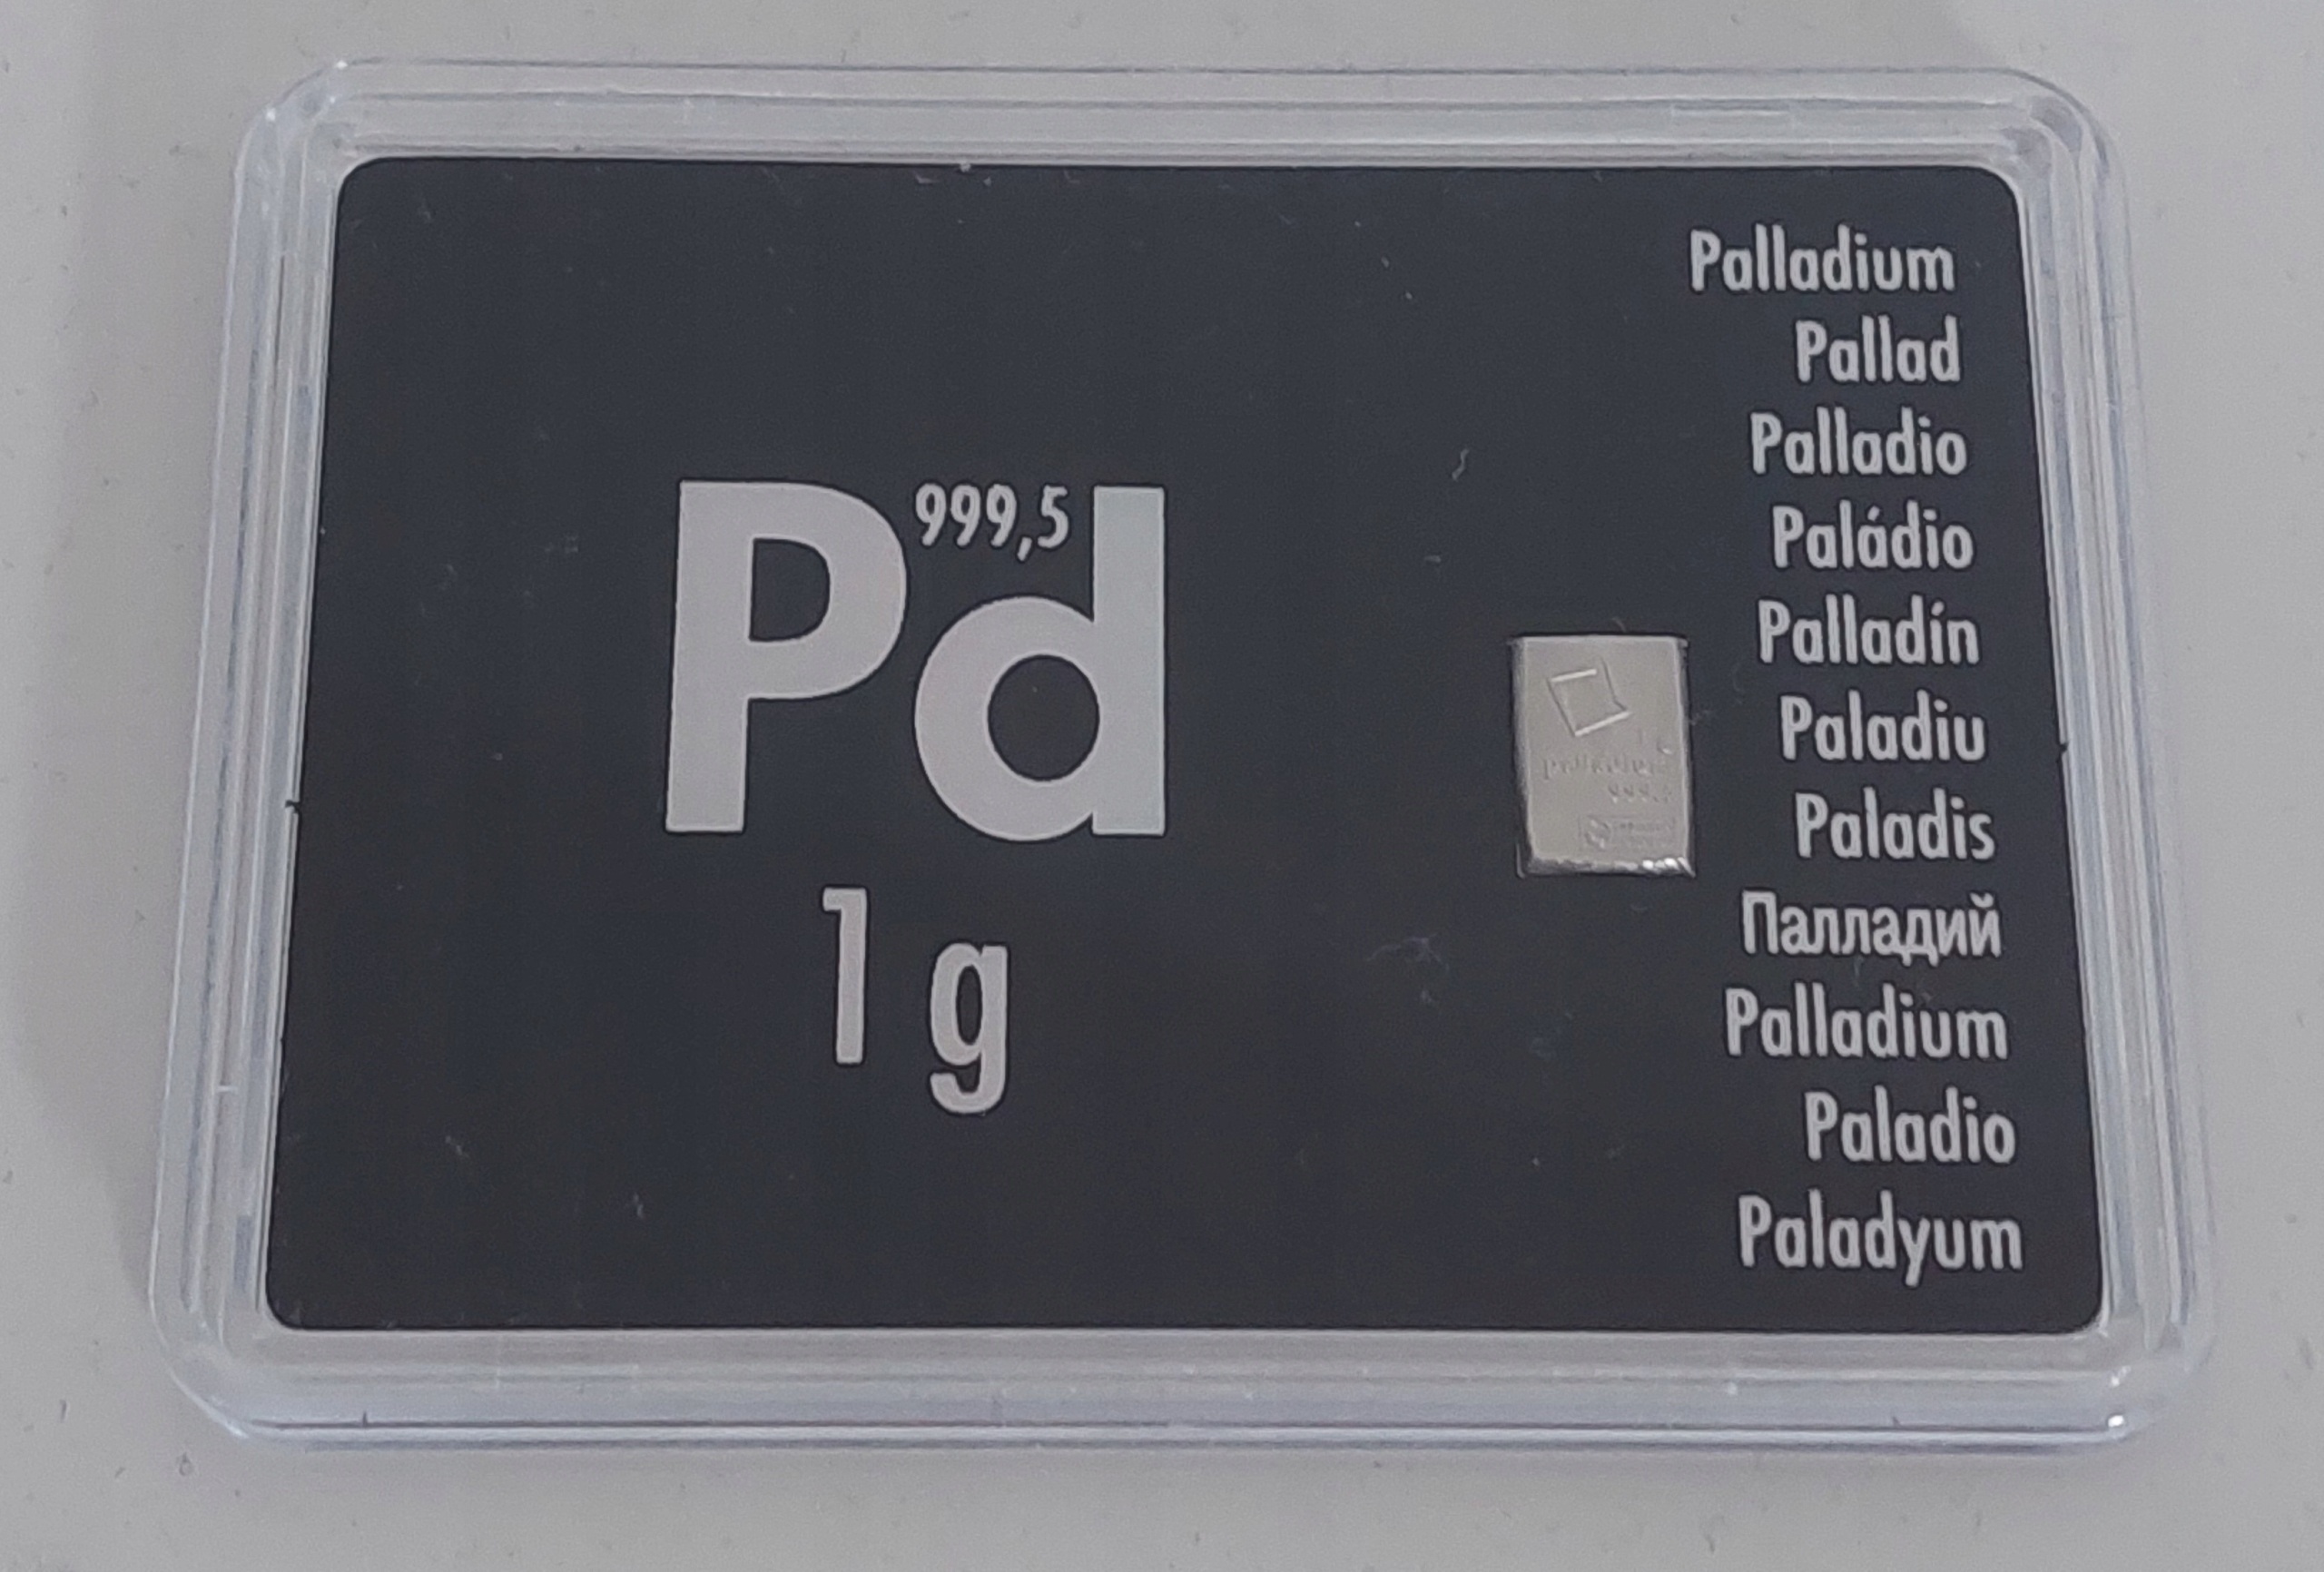 Pd
999,5
1 g
Palladium
Pallad
Palladio
Paládio
Palladín
Paladiu
Paladis
Палладий
Palladium
Paladio
Paladyum